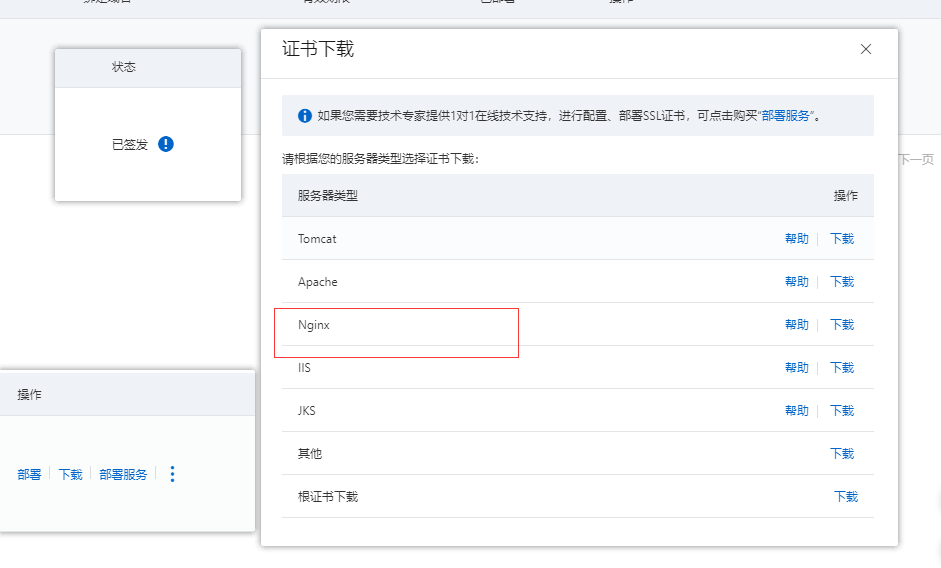 证书下载
状态
已签发
如果您需要技术专家提供1对1在线技术支持，进行配置、部署SSL证书，可点击购买“部署服务”。
请根据您的服务器类型选择证书下载：
下一页
服务器类型 操作
Tomcat 帮助 下载
Apache 帮助 下载
Nginx 帮助 下载
IIS 帮助 下载
JKS 帮助 下载
其他 下载
根证书下载 下载
操作
部署 下载 部署服务